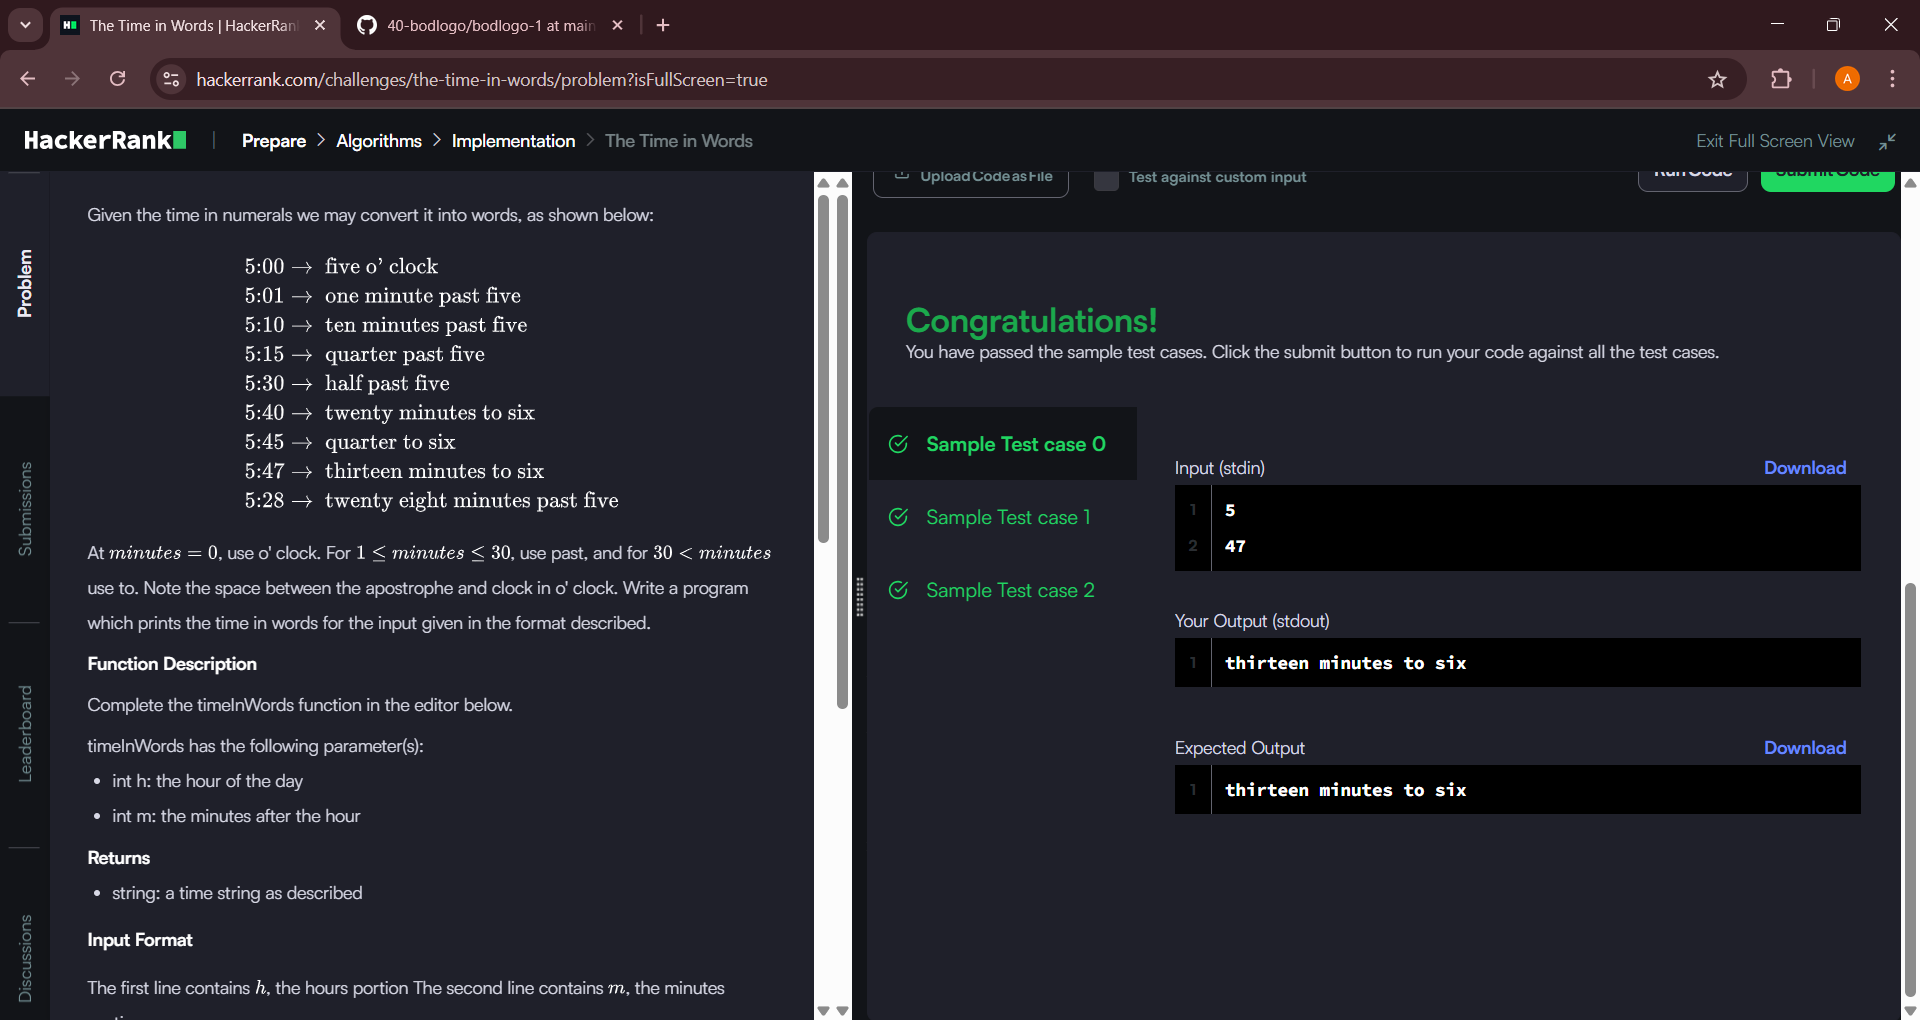 The Time in Words | HackerRan
40-bodlogo/bodlogo-1 at main
hackerrank.com/challenges/the-time-in-words/problem?isFullScreen=true
A
HackerRank
Prepare > Algorithms > Implementation > The Time in Words
Exit Full Screen View
Problem
Submissions
Leaderboard
Discussions
Given the time in numerals we may convert it into words, as shown below:
5:00 → five o’ clock
5:01 → one minute past five
5:10 → ten minutes past five
5:15 → quarter past five
5:30 → half past five
5:40 → twenty minutes to six
5:45 → quarter to six
5:47 → thirteen minutes to six
5:28 → twenty eight minutes past five
At minutes = 0, use o' clock. For 1 ≤ minutes ≤ 30, use past, and for 30 < minutes
use to. Note the space between the apostrophe and clock in o' clock. Write a program
which prints the time in words for the input given in the format described.
Function Description
Complete the timeInWords function in the editor below.
timeInWords has the following parameter(s):
• int h: the hour of the day
• int m: the minutes after the hour
Returns
• string: a time string as described
Input Format
The first line contains h, the hours portion The second line contains m, the minutes
Upload Code as File
Test against custom input
Run Code
Submit Code
Congratulations!
You have passed the sample test cases. Click the submit button to run your code against all the test cases.
Sample Test case 0
Sample Test case 1
Sample Test case 2
Input (stdin)
Download
1 5
2 47
Your Output (stdout)
1 thirteen minutes to six
Expected Output
Download
1 thirteen minutes to six